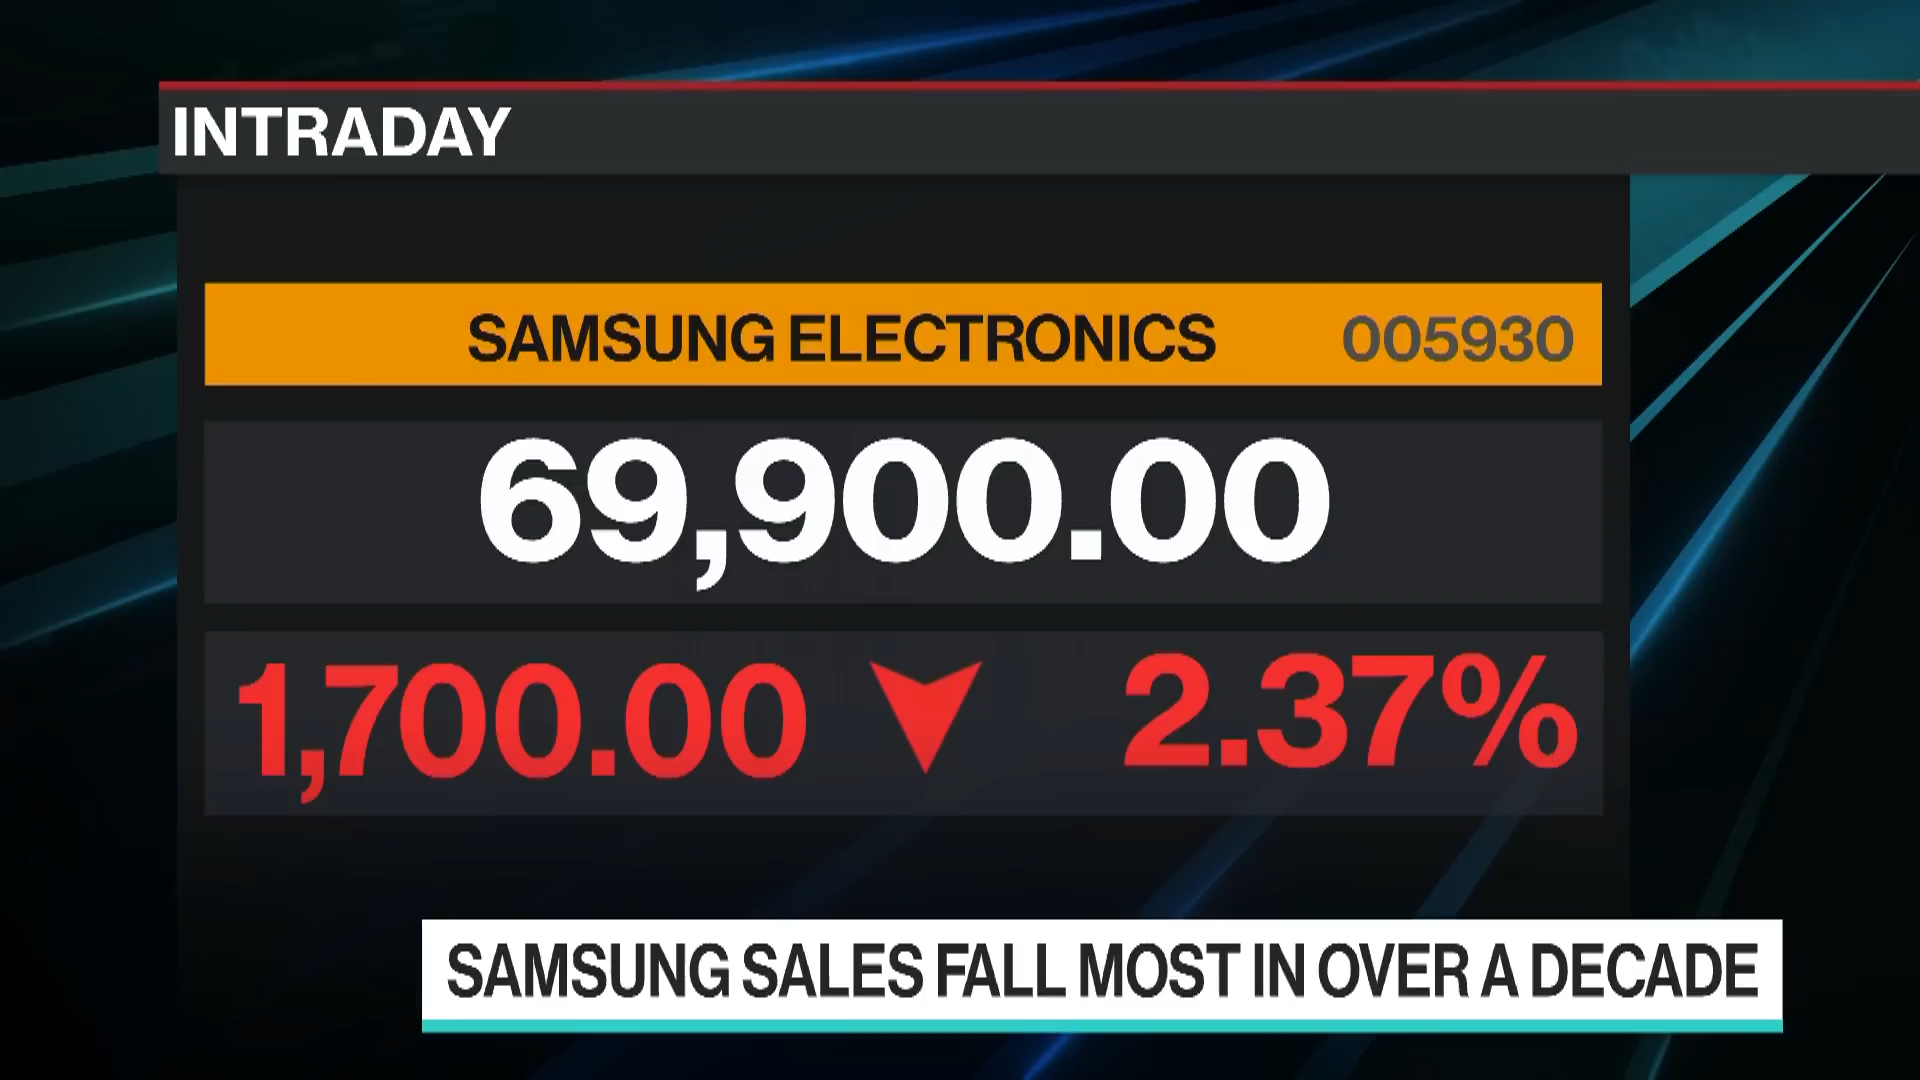 INTRADAY
SAMSUNG ELECTRONICS 005930
69,900.00
1,700.00 2.37%
SAMSUNG SALES FALL MOST IN OVER A DECADE